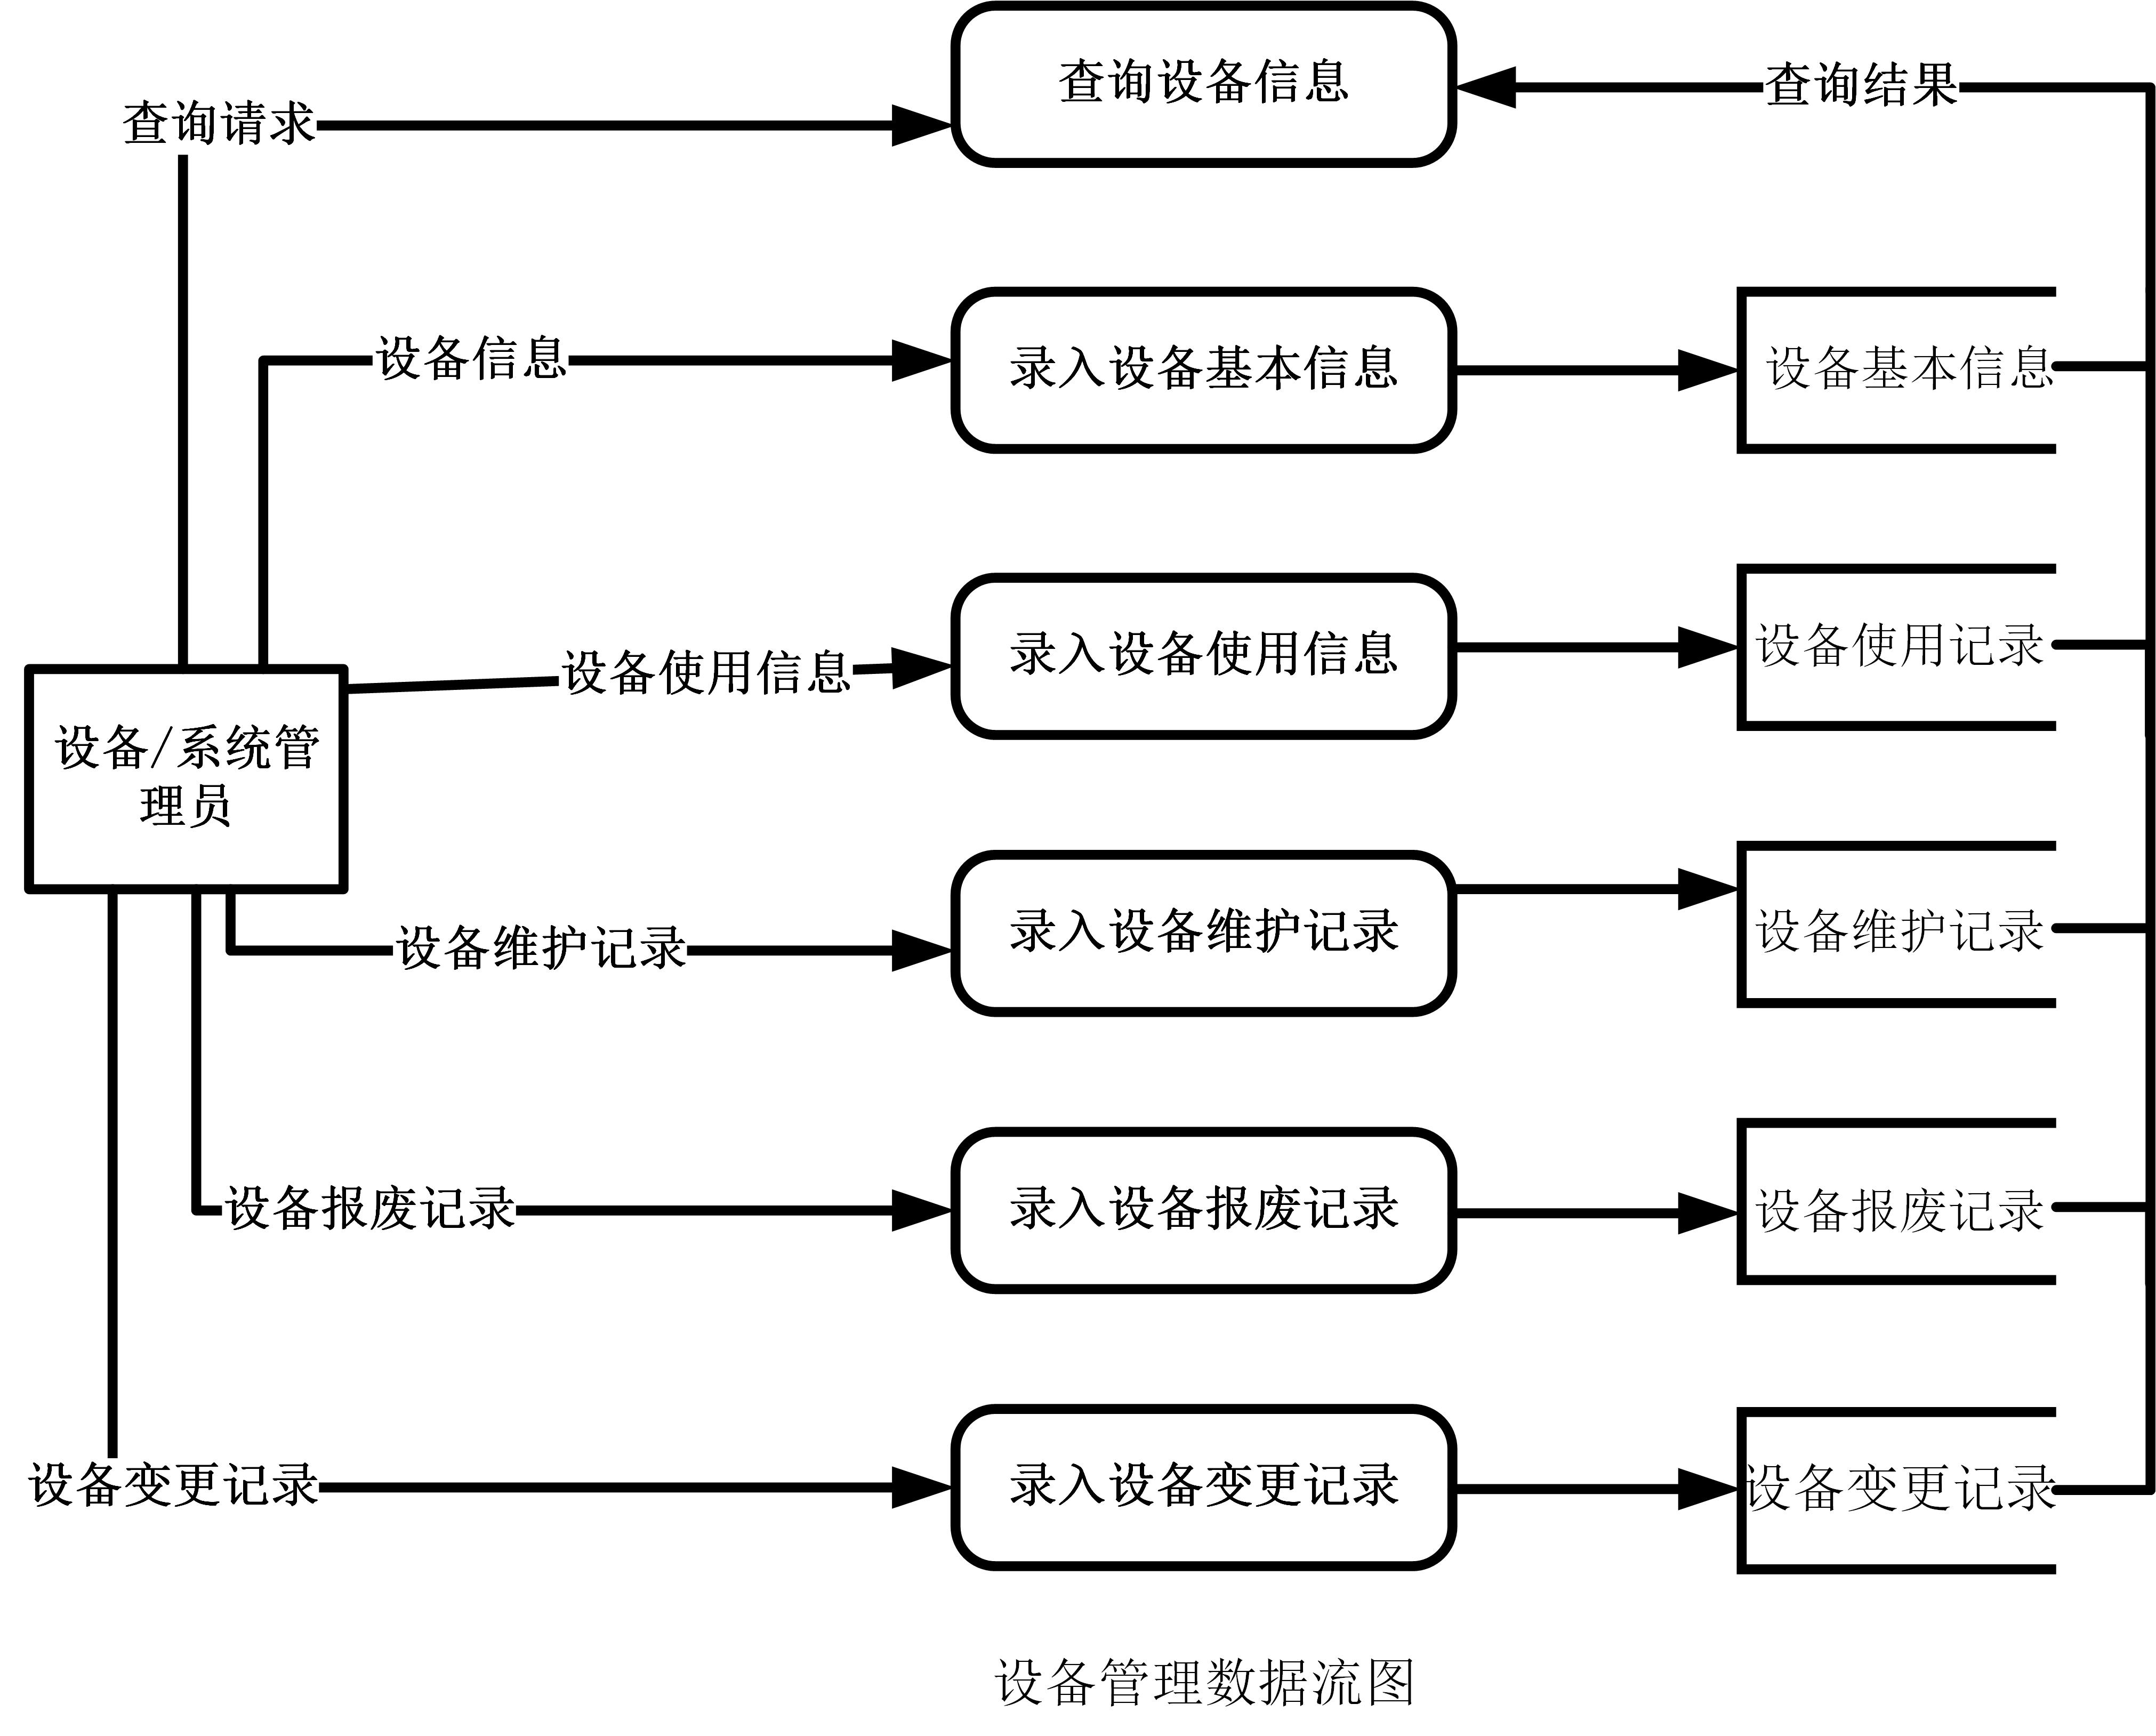 查询设备信息
查询结果
查询请求
设备信息
录入设备基本信息
设备基本信息
设备使用信息
录入设备使用信息
设备使用记录
设备/系统管
理员
设备维护记录
录入设备维护记录
设备维护记录
设备报废记录
录入设备报废记录
设备报废记录
设备变更记录
录入设备变更记录
设备变更记录
设备管理数据流图